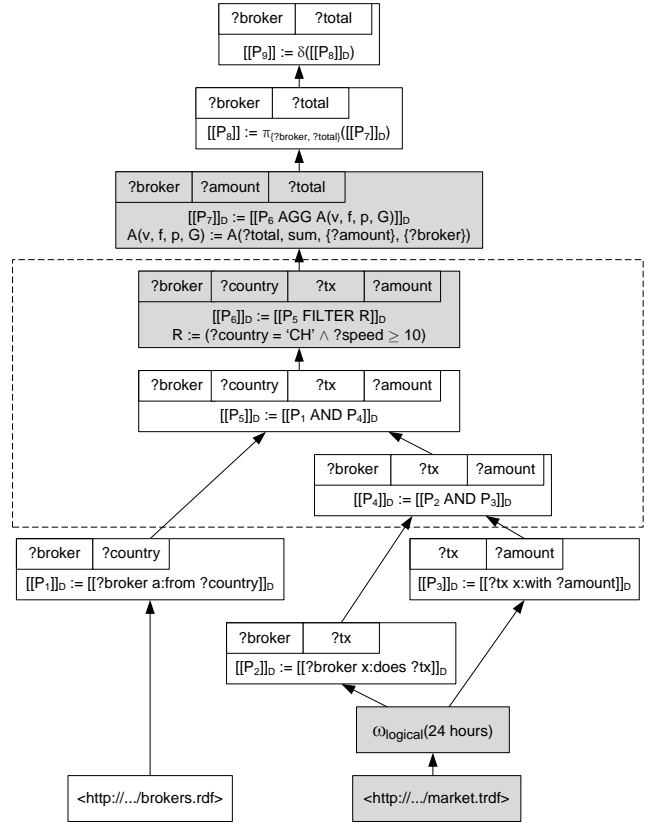 ?broker ?total
[[P₉]] := δ([[P₈]]D)
?broker ?total
[[P₈]] := π{?broker, ?total}([[P₇]]D)
?broker ?amount ?total
[[P₇]]D := [[P₆ AGG A(v, f, p, G)]]D
A(v, f, p, G) := A(?total, sum, {?amount}, {?broker})
?broker ?country ?tx ?amount
[[P₆]]D := [[P₅ FILTER R]]D
R := (?country = ‘CH’ ∧ ?speed ≥ 10)
?broker ?country ?tx ?amount
[[P₅]]D := [[P₁ AND P₄]]D
?broker ?tx ?amount
[[P₄]]D := [[P₂ AND P₃]]D
?broker ?country
[[P₁]]D := [[?broker a:from ?country]]D
?tx ?amount
[[P₃]]D := [[?tx x:with ?amount]]D
?broker ?tx
[[P₂]]D := [[?broker x:does ?tx]]D
ωlogical(24 hours)
<http://.../brokers.rdf>
<http://.../market.trdf>